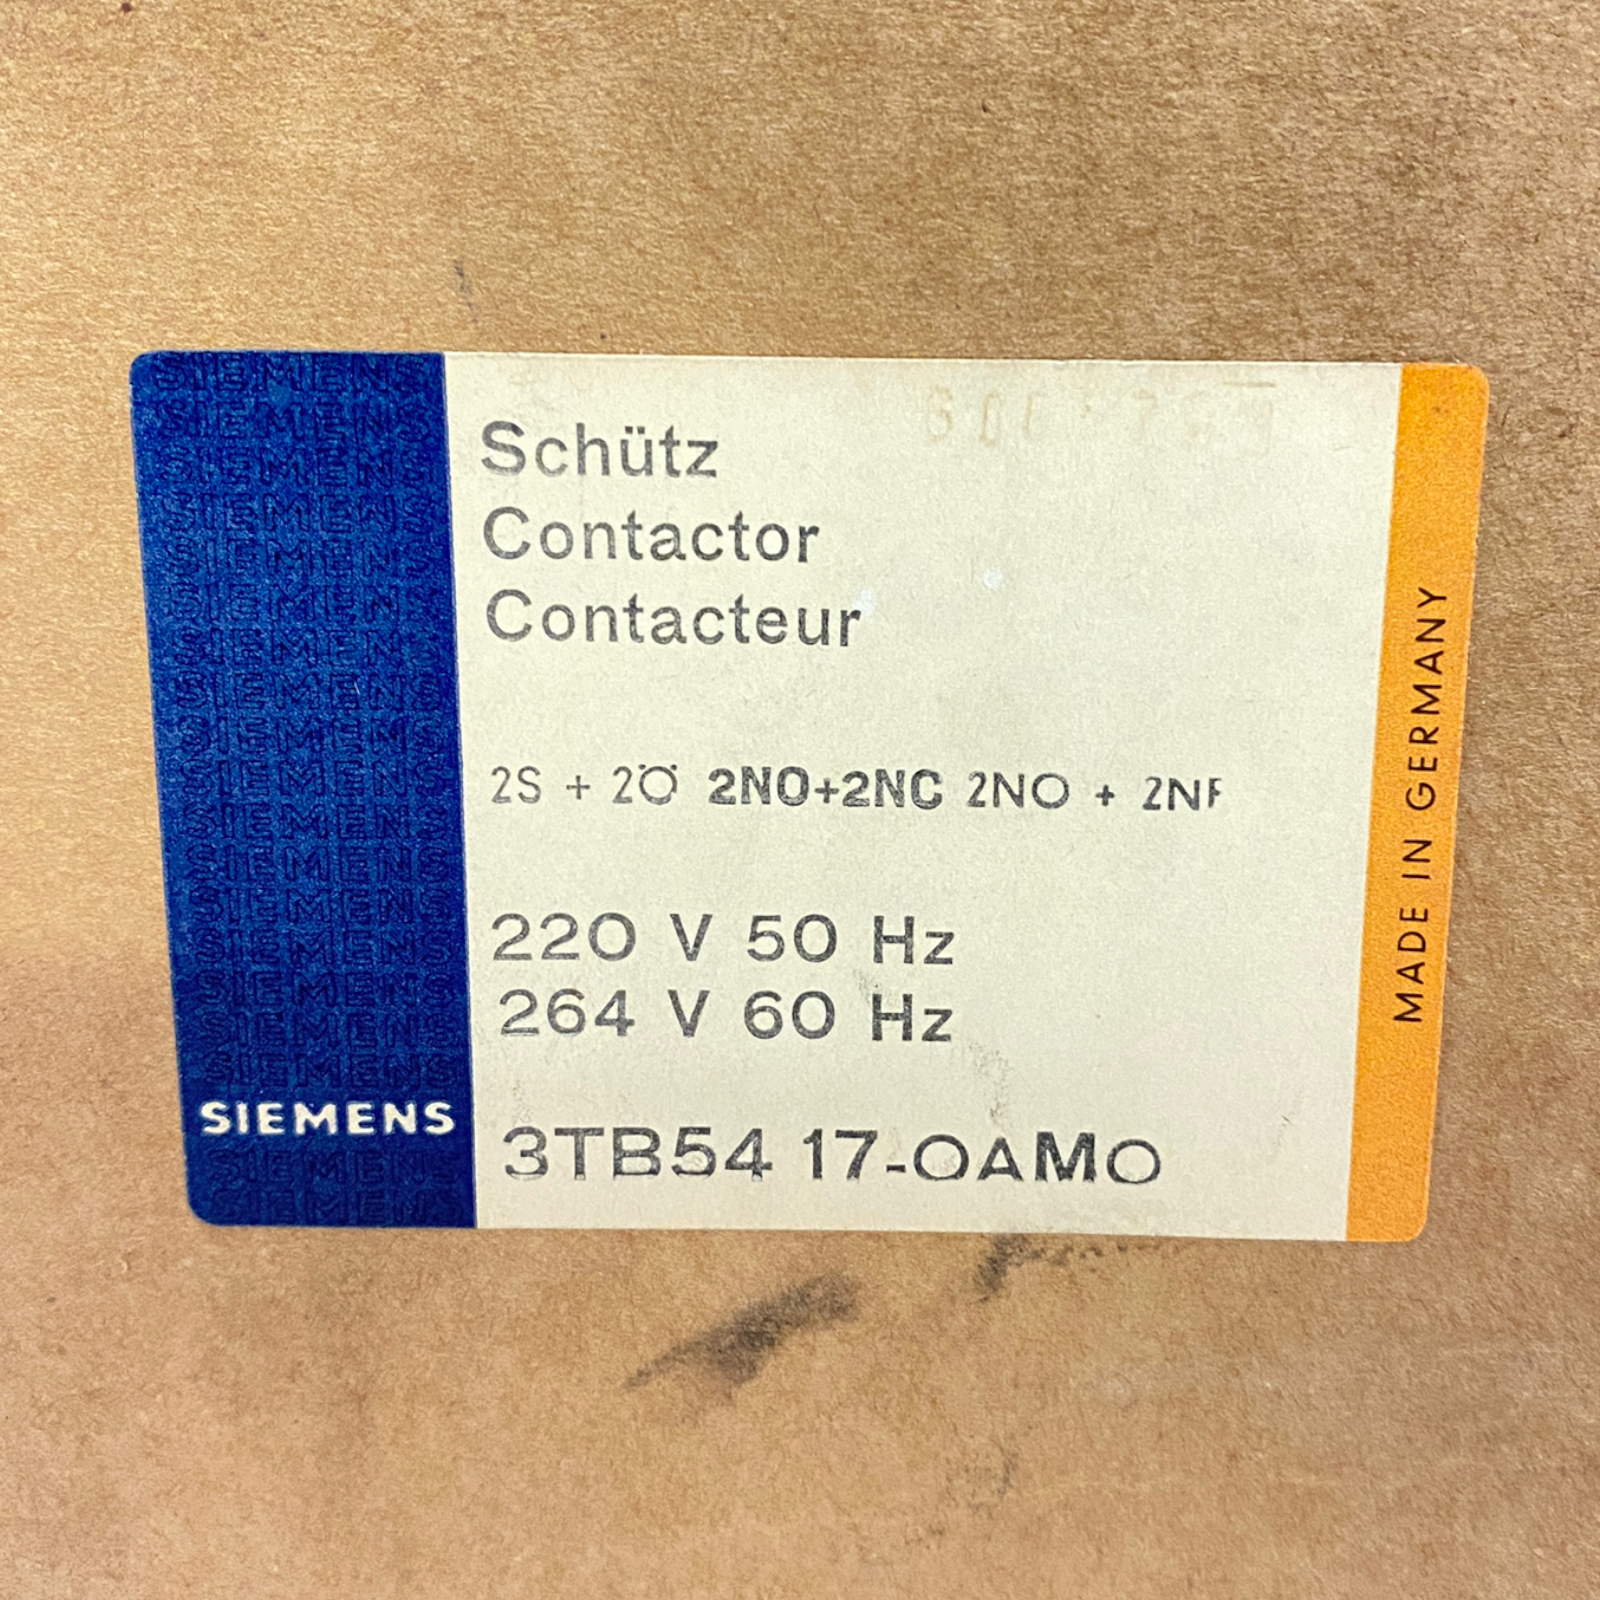 Schütz
Contactor
Contacteur
2S + 2Ö 2NO+2NC 2NO + 2NF
220 V 50 Hz
264 V 60 Hz
3TB54 17-OAMO
SIEMENS
MADE IN GERMANY